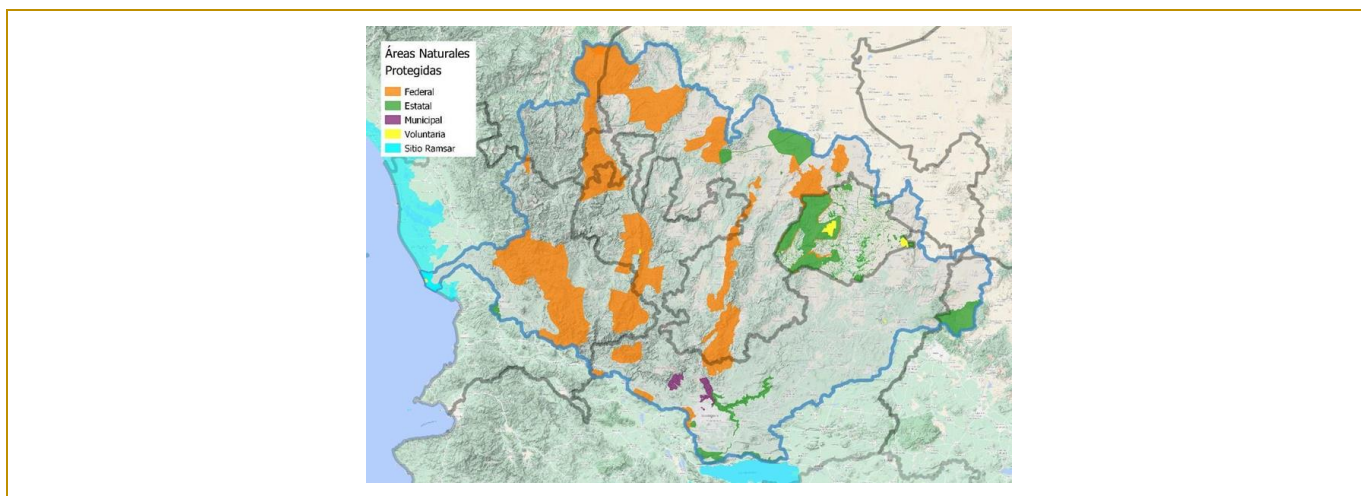 Áreas Naturales
Protegidas
Federal
Estatal
Municipal
Voluntaria
Sitio Ramsar